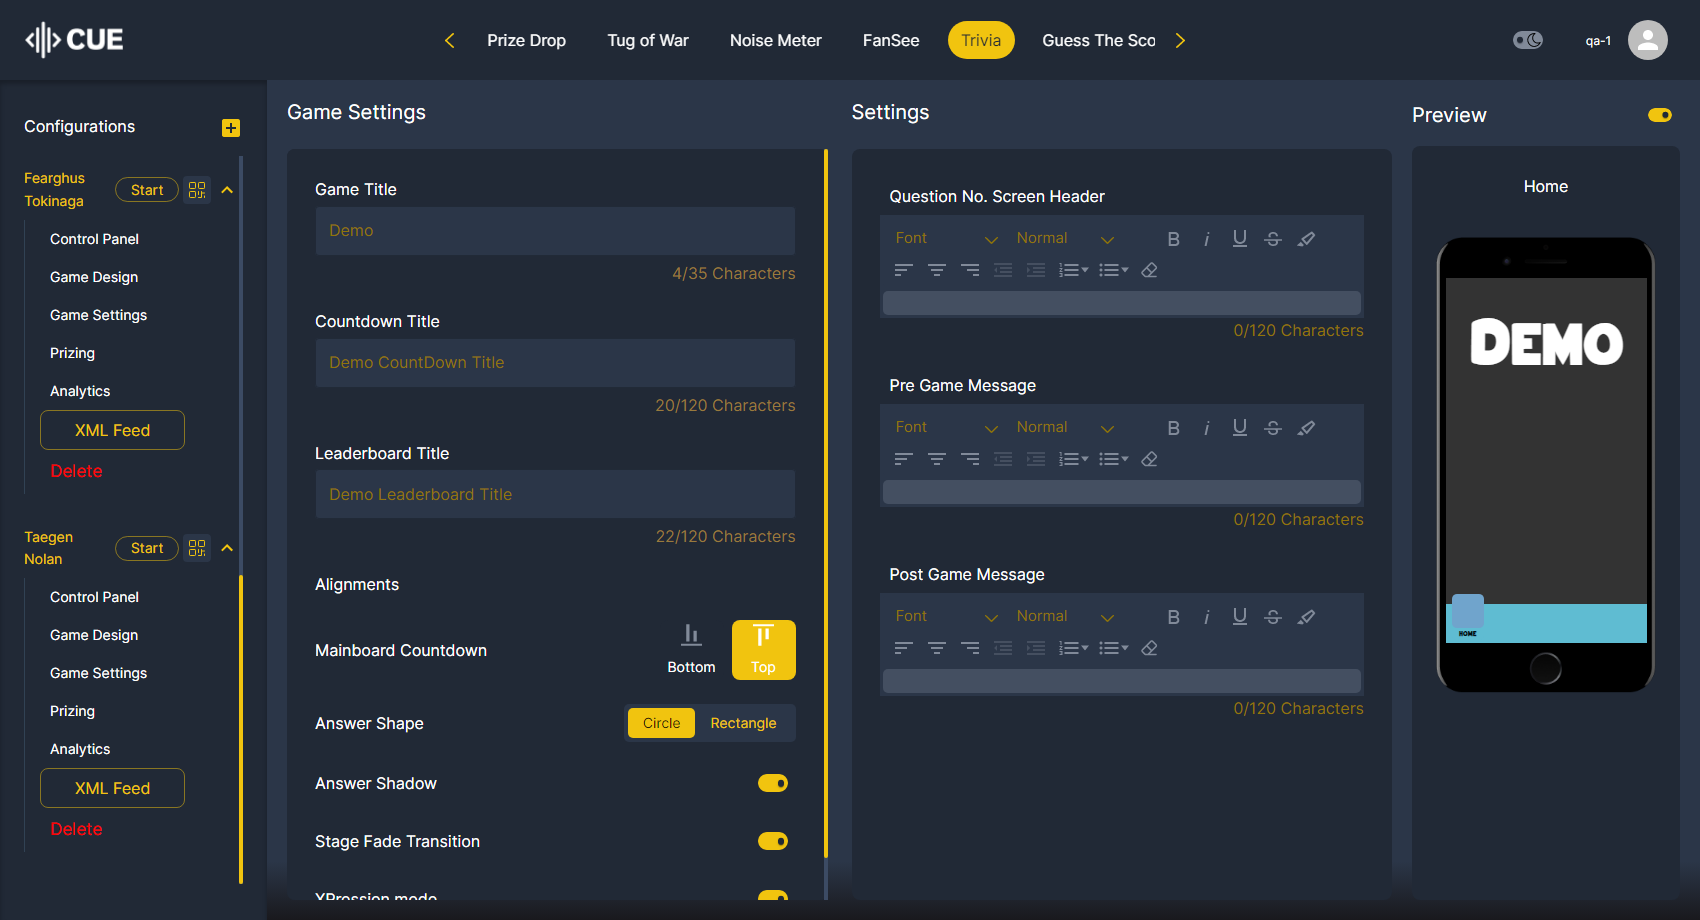 CUE
Prize Drop
Tug of War
Noise Meter
FanSee
Trivia
Guess The Sco
qa-1
Configurations
Fearghus
Tokinaga
Start
Control Panel
Game Design
Game Settings
Prizing
Analytics
XML Feed
Delete
Taegen
Nolan
Start
Control Panel
Game Design
Game Settings
Prizing
Analytics
XML Feed
Delete
Game Settings
Game Title
Demo
4/35 Characters
Countdown Title
Demo CountDown Title
20/120 Characters
Leaderboard Title
Demo Leaderboard Title
22/120 Characters
Alignments
Mainboard Countdown
Bottom
Top
Answer Shape
Circle
Rectangle
Answer Shadow
Stage Fade Transition
XPression mode
Settings
Question No. Screen Header
Font
Normal
0/120 Characters
Pre Game Message
Font
Normal
0/120 Characters
Post Game Message
Font
Normal
0/120 Characters
Preview
Home
DEMO
HOME